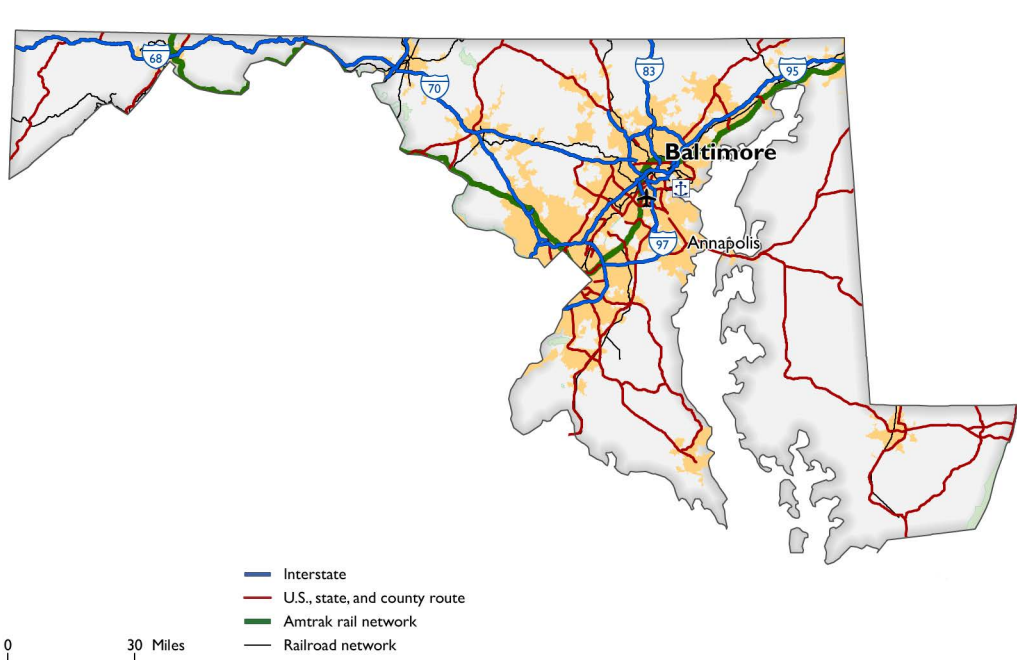 68
70
83
95
Baltimore
97
Annapolis
Interstate
U.S., state, and county route
Amtrak rail network
0 30 Miles
Railroad network